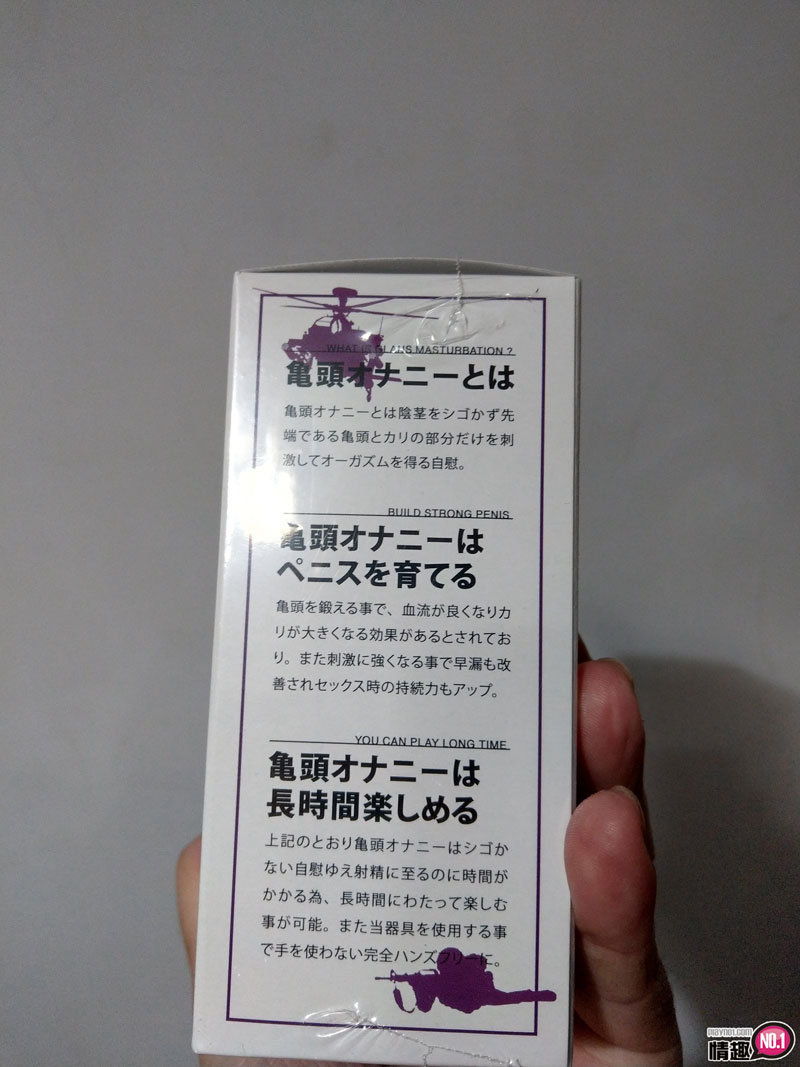 WHAT IS GLANS MASTURBATION ?
亀頭オナニーとは
亀頭オナニーとは陰茎をシゴかず先
端である亀頭とカリの部分だけを刺
激してオーガズムを得る自慰。
BUILD STRONG PENIS
亀頭オナニーは
ペニスを育てる
亀頭を鍛える事で、血流が良くなりカ
リが大きくなる効果があるとされてお
り。また刺激に強くなる事で早漏も改
善されセックス時の持続力もアップ。
YOU CAN PLAY LONG TIME
亀頭オナニーは
長時間楽しめる
上記のとおり亀頭オナニーはシゴか
ない自慰ゆえ射精に至るのに時間が
かかる為、長時間にわたって楽しむ
事が可能。また当器具を使用する事
で手を使わない完全ハンズフリーに。
playno1.com
情趣 NO.1